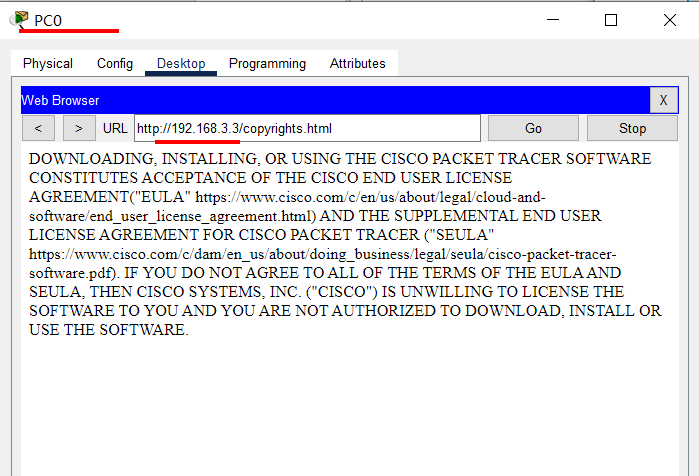 PC0
Physical Config Desktop Programming Attributes
Web Browser X
< > URL http://192.168.3.3/copyrights.html Go Stop
DOWNLOADING, INSTALLING, OR USING THE CISCO PACKET TRACER SOFTWARE
CONSTITUTES ACCEPTANCE OF THE CISCO END USER LICENSE
AGREEMENT("EULA" https://www.cisco.com/c/en/us/about/legal/cloud-and-
software/end_user_license_agreement.html) AND THE SUPPLEMENTAL END USER
LICENSE AGREEMENT FOR CISCO PACKET TRACER ("SEULA"
https://www.cisco.com/c/dam/en_us/about/doing_business/legal/seula/cisco-packet-tracer-
software.pdf). IF YOU DO NOT AGREE TO ALL OF THE TERMS OF THE EULA AND
SEULA, THEN CISCO SYSTEMS, INC. ("CISCO") IS UNWILLING TO LICENSE THE
SOFTWARE TO YOU AND YOU ARE NOT AUTHORIZED TO DOWNLOAD, INSTALL OR
USE THE SOFTWARE.